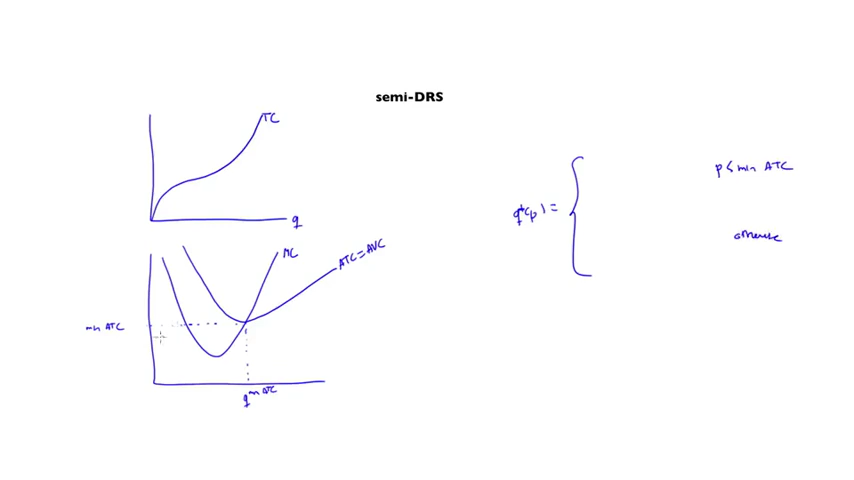 semi-DRS
TC
q
MC
ATC = AVC
min ATC
q min ATC
q*(p) =
p < min ATC
otherwise